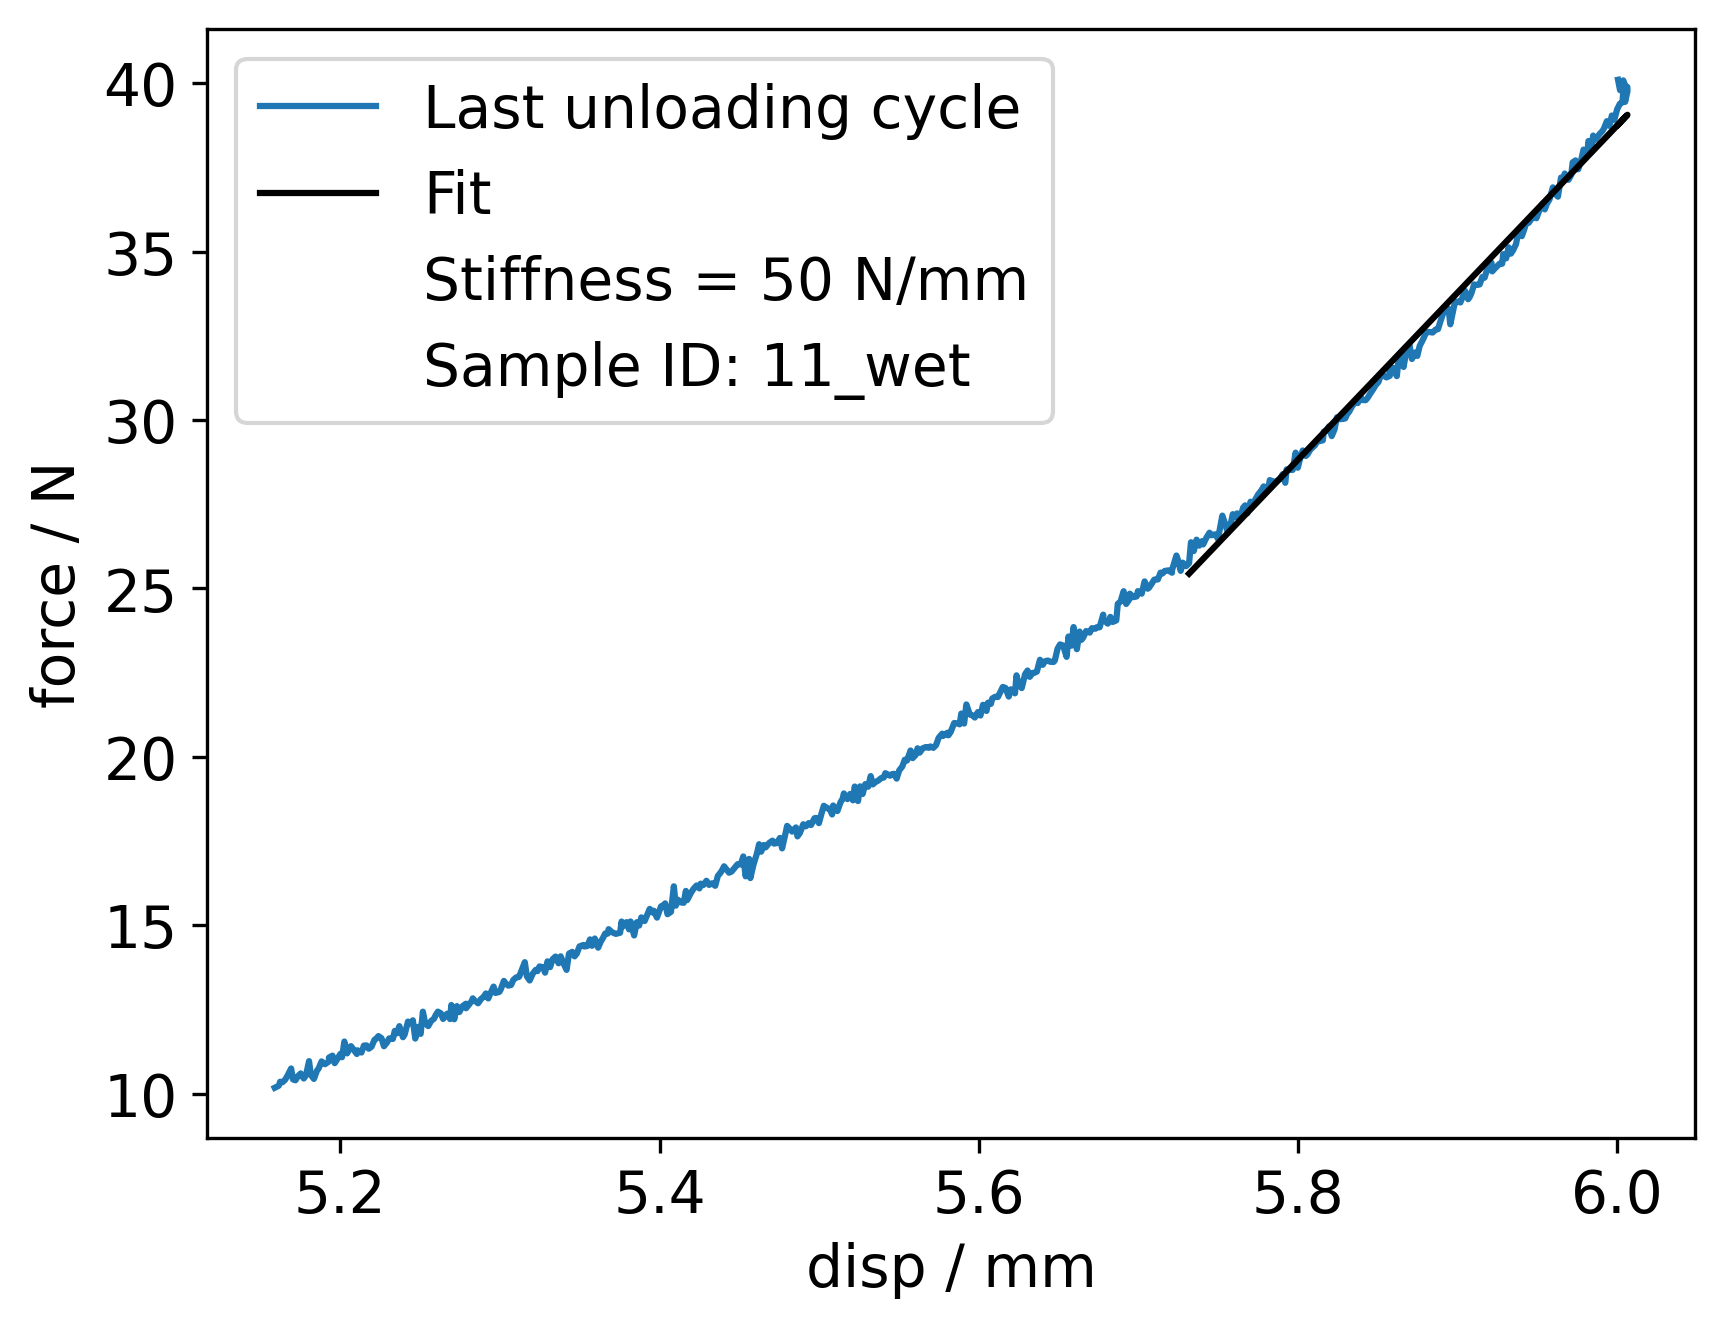 Last unloading cycle
Fit
Stiffness = 50 N/mm
Sample ID: 11_wet
40
35
30
25
20
15
10
force / N
5.2 5.4 5.6 5.8 6.0
disp / mm